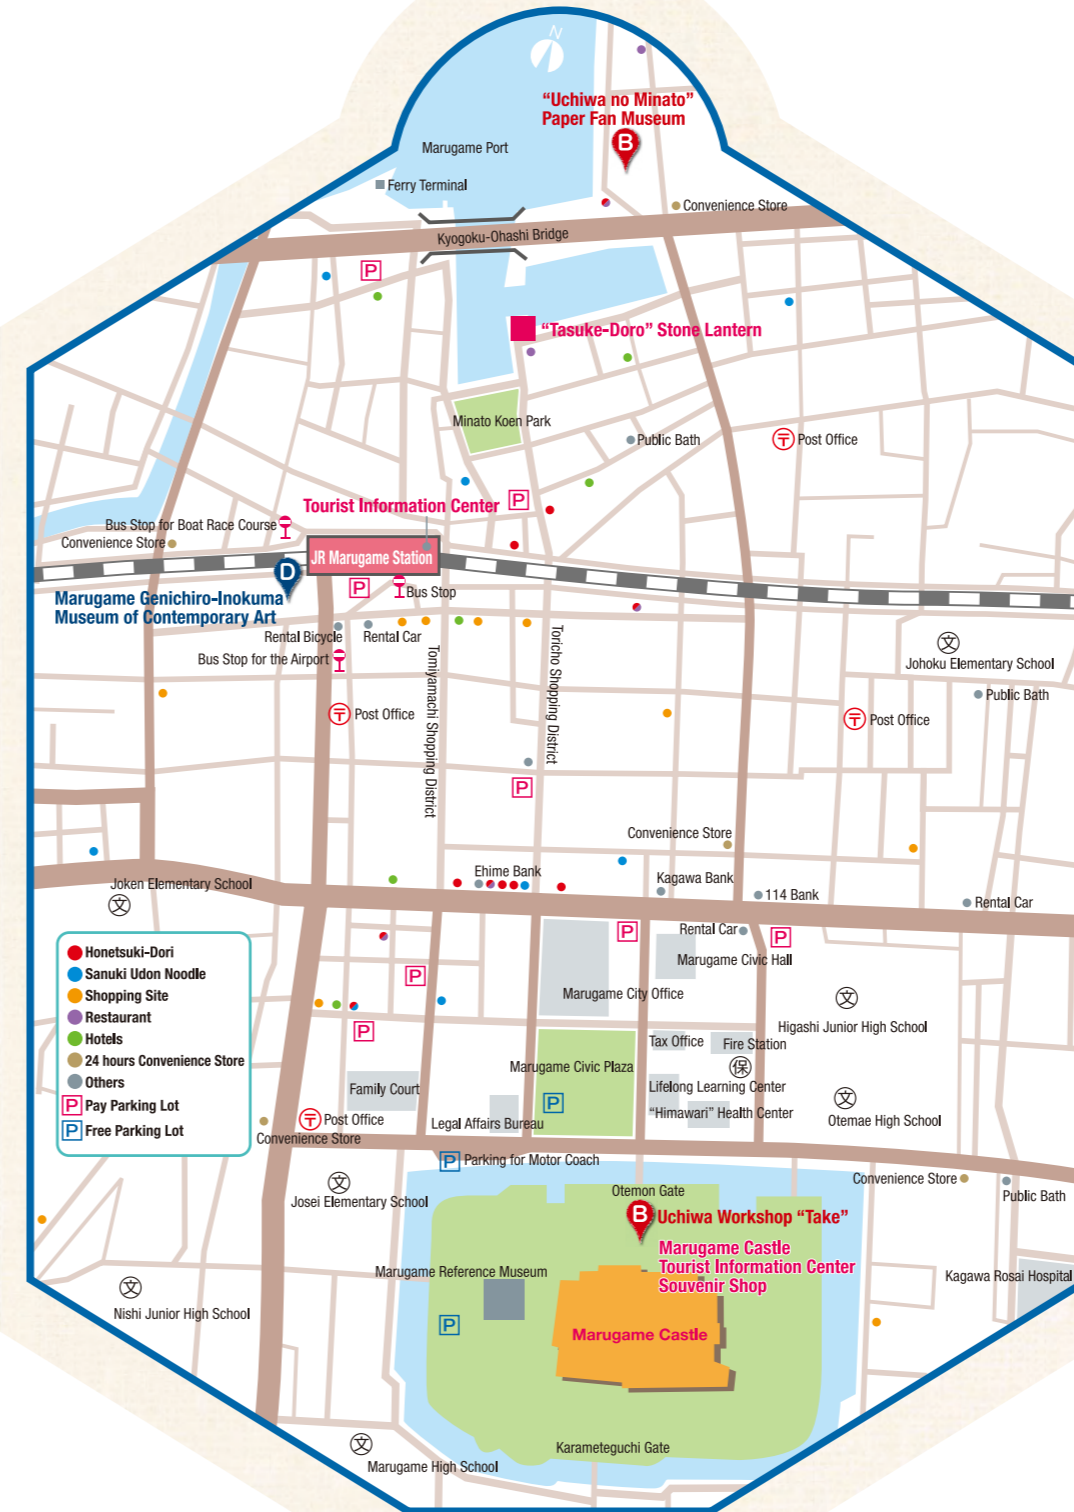 N
“Uchiwa no Minato”
Paper Fan Museum
B
Marugame Port
Ferry Terminal
Convenience Store
Kyogoku-Ohashi Bridge
P
“Tasuke-Doro” Stone Lantern
Minato Koen Park
Public Bath
〒 Post Office
P
Tourist Information Center
Bus Stop for Boat Race Course
Convenience Store
JR Marugame Station
D
Marugame Genichiro-Inokuma
Museum of Contemporary Art
P
Bus Stop
Rental Bicycle
Rental Car
Bus Stop for the Airport
Tomiyamachi Shopping District
Toricho Shopping District
文
Johoku Elementary School
Public Bath
〒 Post Office
〒 Post Office
P
Convenience Store
Ehime Bank
Kagawa Bank
114 Bank
Rental Car
Joken Elementary School
文
P
Rental Car
P
Marugame Civic Hall
P
Marugame City Office
文
Higashi Junior High School
P
Tax Office
Fire Station
保
Marugame Civic Plaza
P
Lifelong Learning Center
“Himawari” Health Center
文
Otemae High School
Family Court
Legal Affairs Bureau
〒 Post Office
Convenience Store
Honetsuki-Dori
Sanuki Udon Noodle
Shopping Site
Restaurant
Hotels
24 hours Convenience Store
Others
P Pay Parking Lot
P Free Parking Lot
P Parking for Motor Coach
文
Josei Elementary School
Otemon Gate
B
Uchiwa Workshop “Take”
Marugame Castle
Tourist Information Center
Souvenir Shop
Convenience Store
Public Bath
Kagawa Rosai Hospital
Marugame Reference Museum
P
Marugame Castle
文
Nishi Junior High School
文
Marugame High School
Karameteguchi Gate